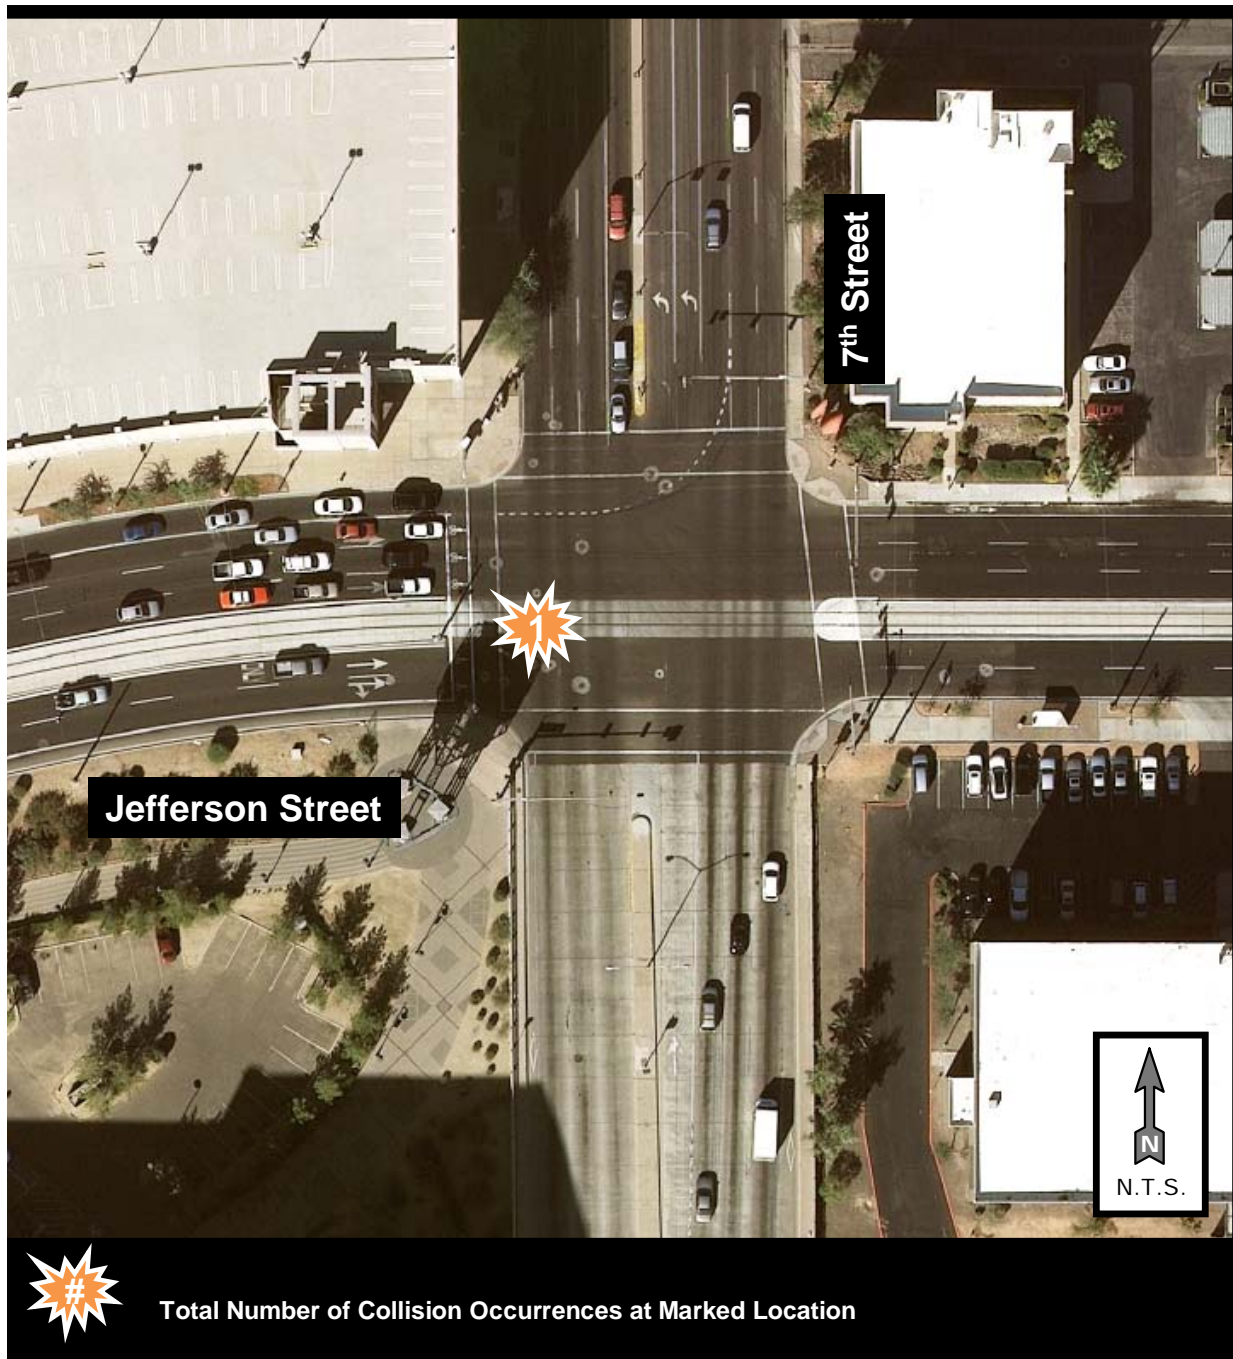 7th Street
1
Jefferson Street
N
N.T.S.
#
Total Number of Collision Occurrences at Marked Location